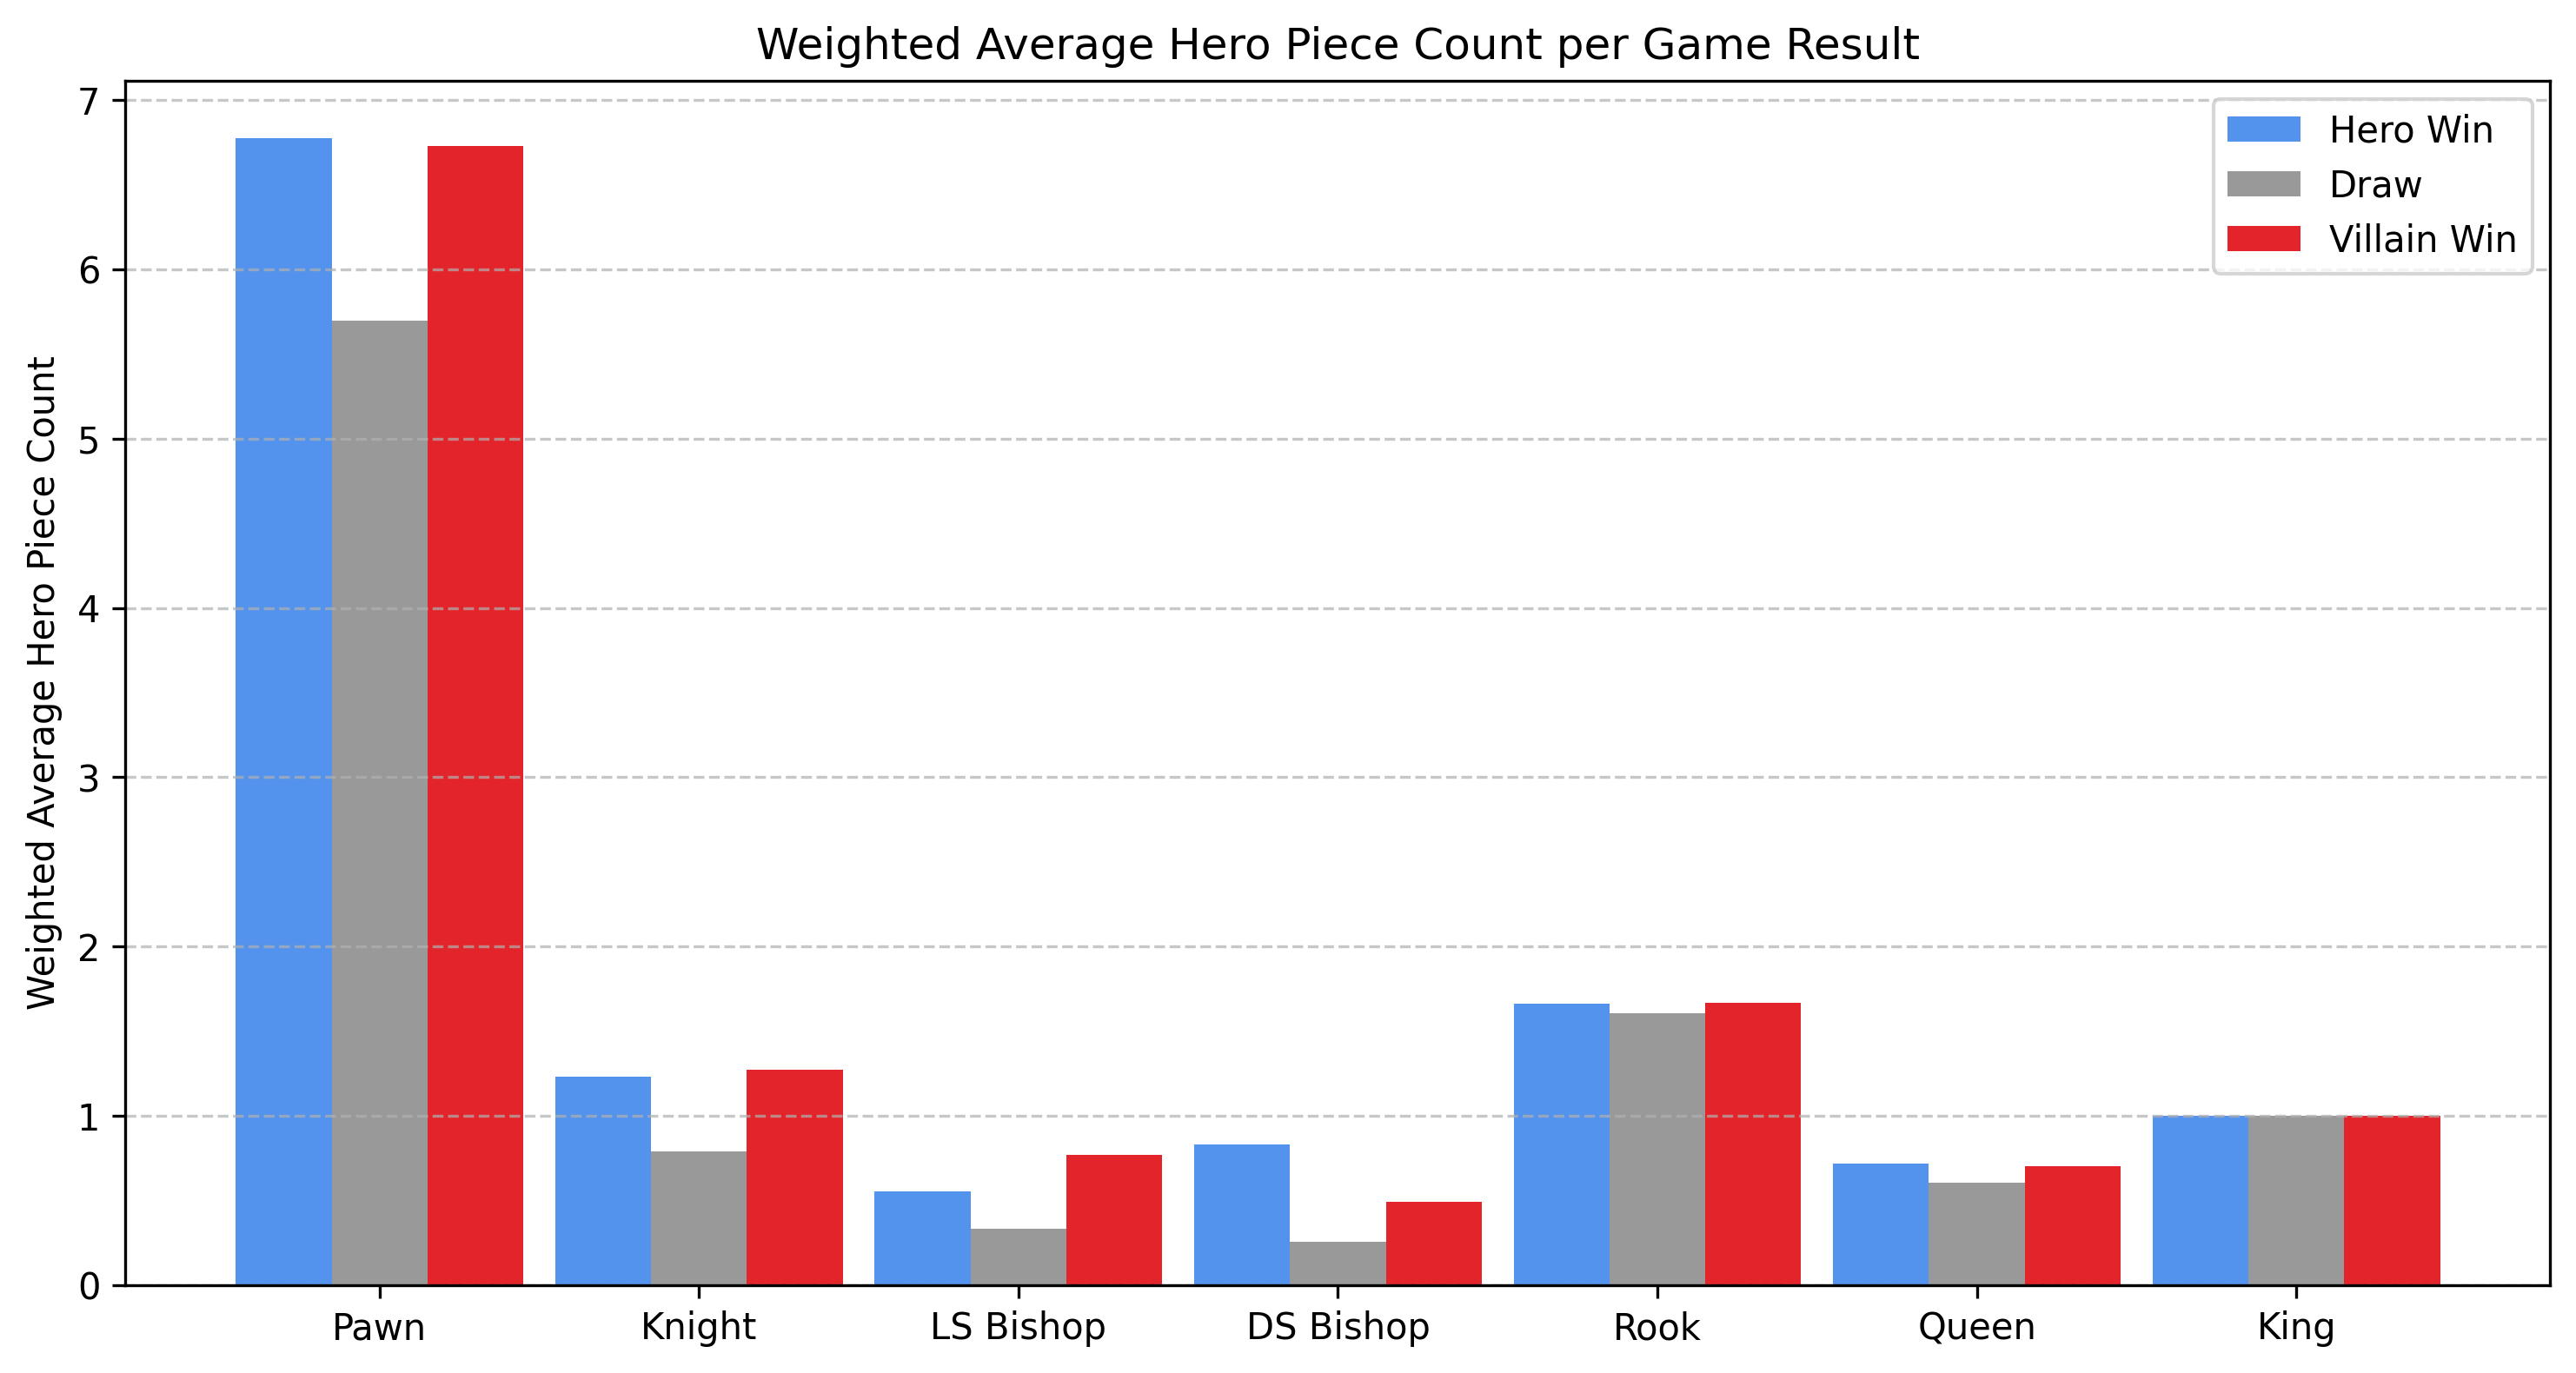 Weighted Average Hero Piece Count per Game Result
Weighted Average Hero Piece Count
7
6
5
4
3
2
1
0
Hero Win
Draw
Villain Win
Pawn
Knight
LS Bishop
DS Bishop
Rook
Queen
King